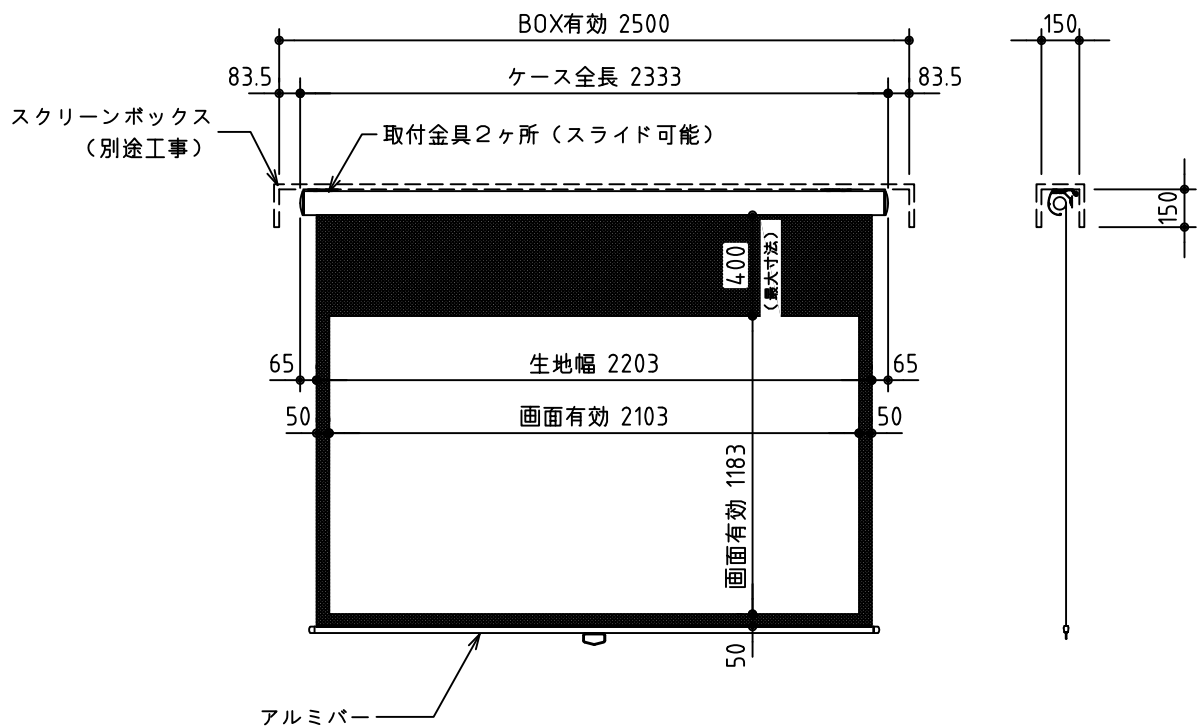 BOX有効 2500
150
83.5
ケース全長 2333
83.5
スクリーンボックス
（別途工事）
取付金具2ヶ所（スライド可能）
150
400
（最大寸法）
65
生地幅 2203
65
50
画面有効 2103
50
画面有効 1183
50
アルミバー